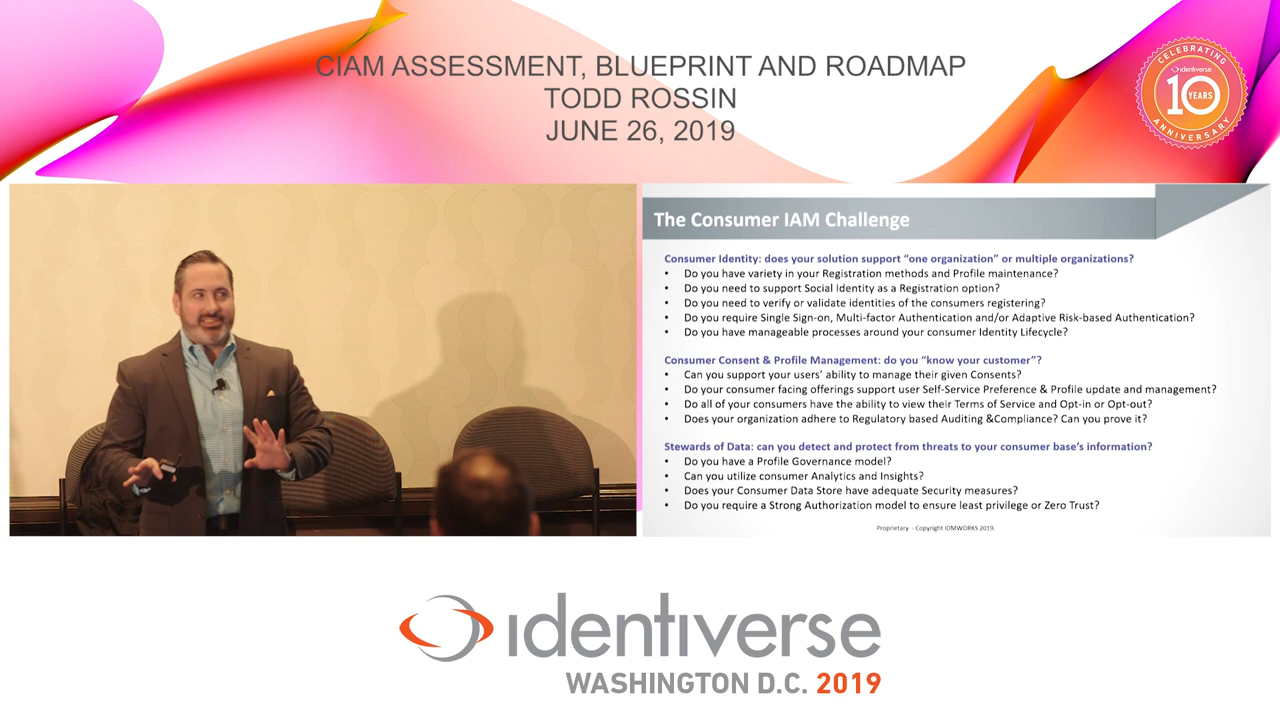 CIAM ASSESSMENT, BLUEPRINT AND ROADMAP
TODD ROSSIN
JUNE 26, 2019
CELEBRATING
identiverse
10 YEARS
ANNIVERSARY
The Consumer IAM Challenge
Consumer Identity: does your solution support “one organization” or multiple organizations?
• Do you have variety in your Registration methods and Profile maintenance?
• Do you need to support Social Identity as a Registration option?
• Do you need to verify or validate identities of the consumers registering?
• Do you require Single Sign-on, Multi-factor Authentication and/or Adaptive Risk-based Authentication?
• Do you have manageable processes around your consumer Identity Lifecycle?
Consumer Consent & Profile Management: do you “know your customer”?
• Can you support your users’ ability to manage their given Consents?
• Do your consumer facing offerings support user Self-Service Preference & Profile update and management?
• Do all of your consumers have the ability to view their Terms of Service and Opt-in or Opt-out?
• Does your organization adhere to Regulatory based Auditing &Compliance? Can you prove it?
Stewards of Data: can you detect and protect from threats to your consumer base’s information?
• Do you have a Profile Governance model?
• Can you utilize consumer Analytics and Insights?
• Does your Consumer Data Store have adequate Security measures?
• Do you require a Strong Authorization model to ensure least privilege or Zero Trust?
Proprietary - Copyright IDMWORKS 2019.
identiverse
WASHINGTON D.C. 2019